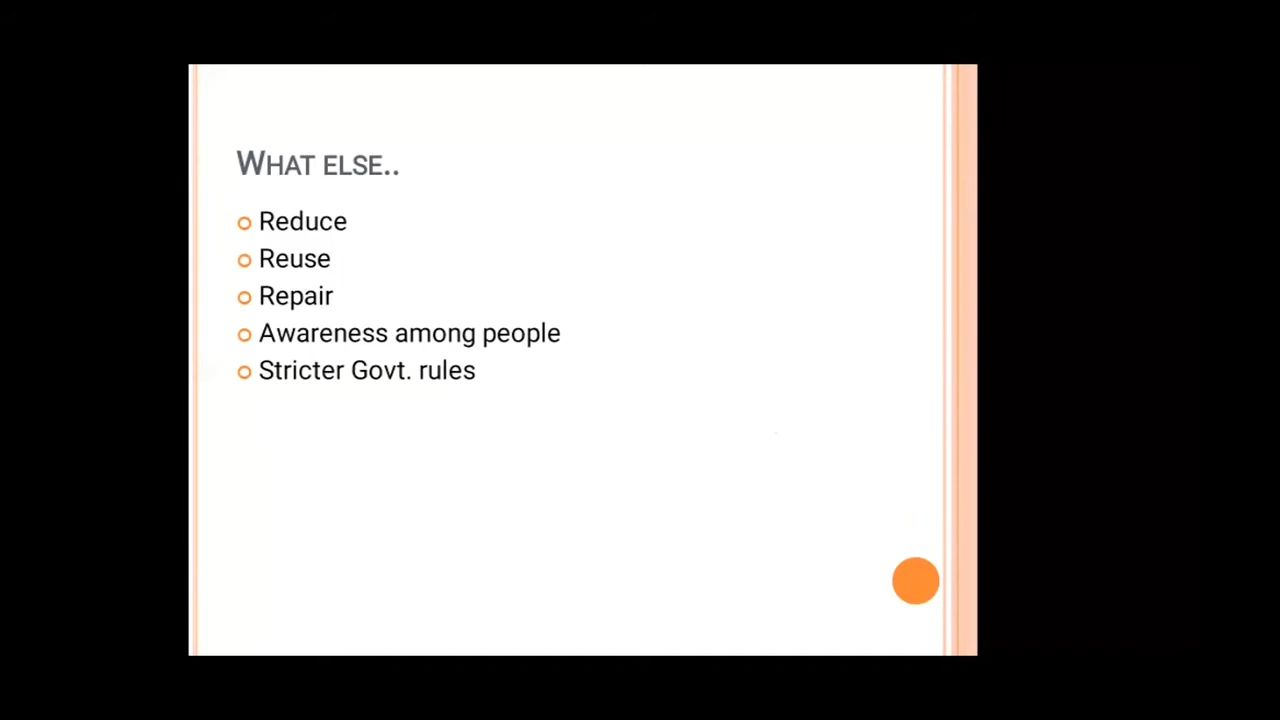 What else..
Reduce
Reuse
Repair
Awareness among people
Stricter Govt. rules